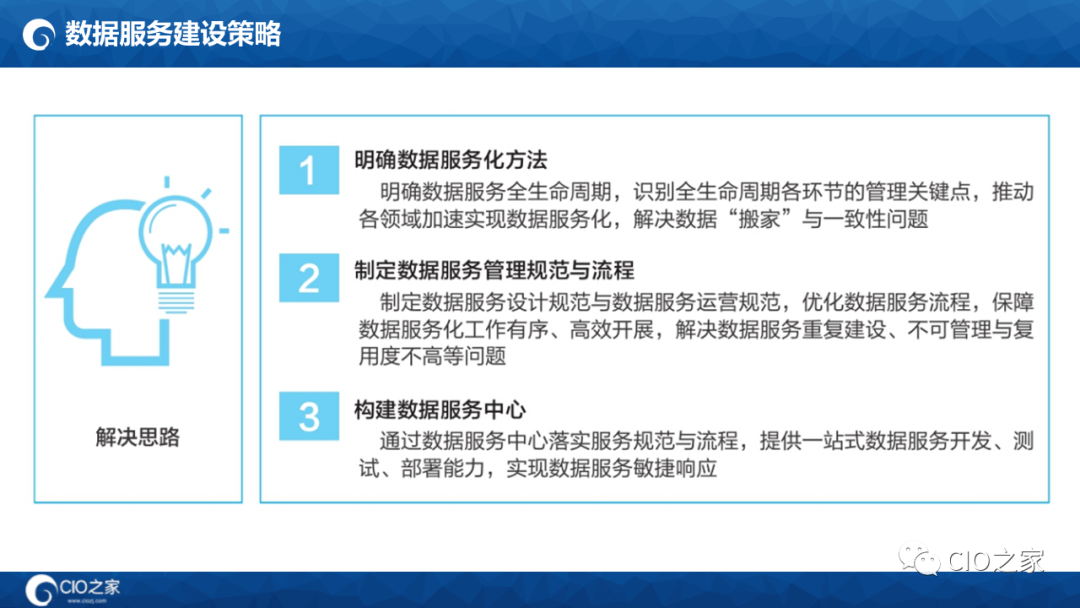 数据服务建设策略
1
明确数据服务化方法
明确数据服务全生命周期，识别全生命周期各环节的管理关键点，推动
各领域加速实现数据服务化，解决数据“搬家”与一致性问题
2
制定数据服务管理规范与流程
制定数据服务设计规范与数据服务运营规范，优化数据服务流程，保障
数据服务化工作有序、高效开展，解决数据服务重复建设、不可管理与复
用度不高等问题
3
构建数据服务中心
通过数据服务中心落实服务规范与流程，提供一站式数据服务开发、测
试、部署能力，实现数据服务敏捷响应
解决思路
CIO之家
CIO之家
www.ciozj.com